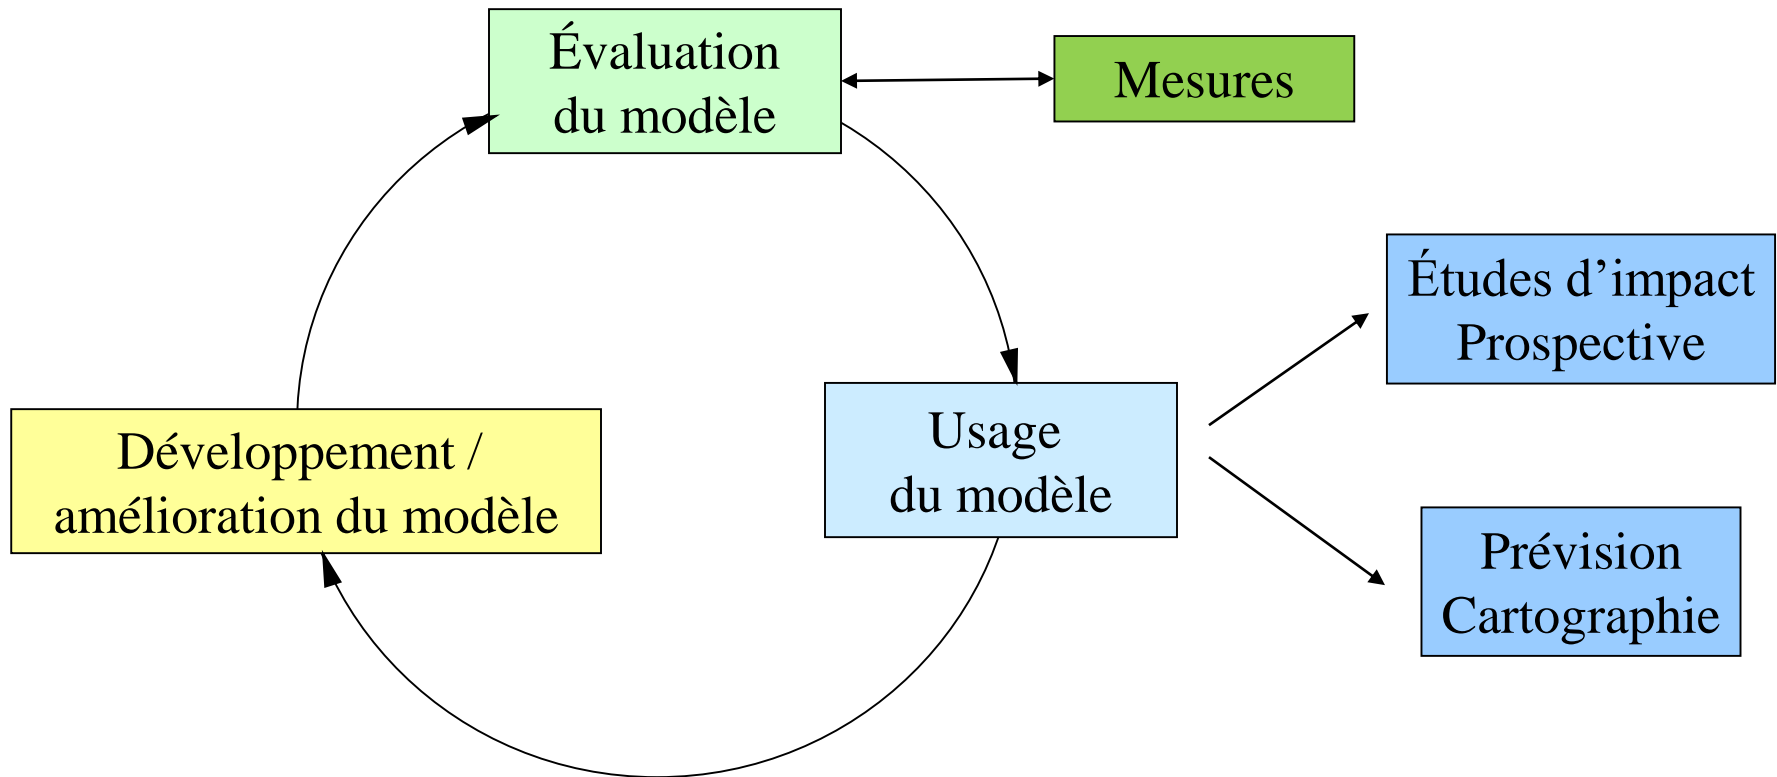 Évaluation
du modèle
Mesures
Études d’impact
Prospective
Développement /
amélioration du modèle
Usage
du modèle
Prévision
Cartographie